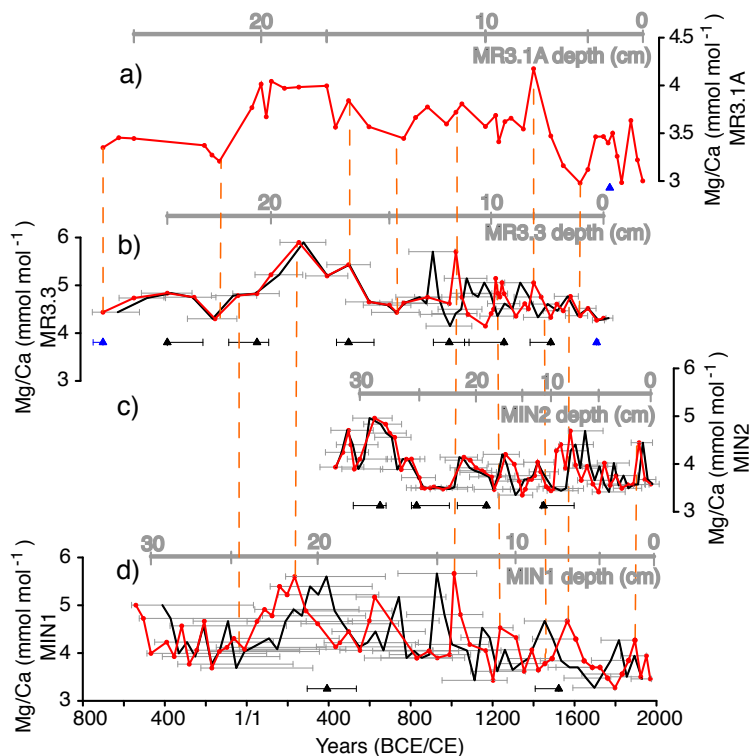 20 10 0
MR3.1A depth (cm)
a)
4.5
4
3.5
3
Mg/Ca (mmol mol⁻¹)
MR3.1A
20 10 0
MR3.3 depth (cm)
b)
6
5
4
3
Mg/Ca (mmol mol⁻¹)
MR3.3
30 20 10 0
MIN2 depth (cm)
c)
6
5
4
3
Mg/Ca (mmol mol⁻¹)
MIN2
30 20 10 0
MIN1 depth (cm)
d)
6
5
4
3
Mg/Ca (mmol mol⁻¹)
MIN1
800 400 1/1 400 800 1200 1600 2000
Years (BCE/CE)